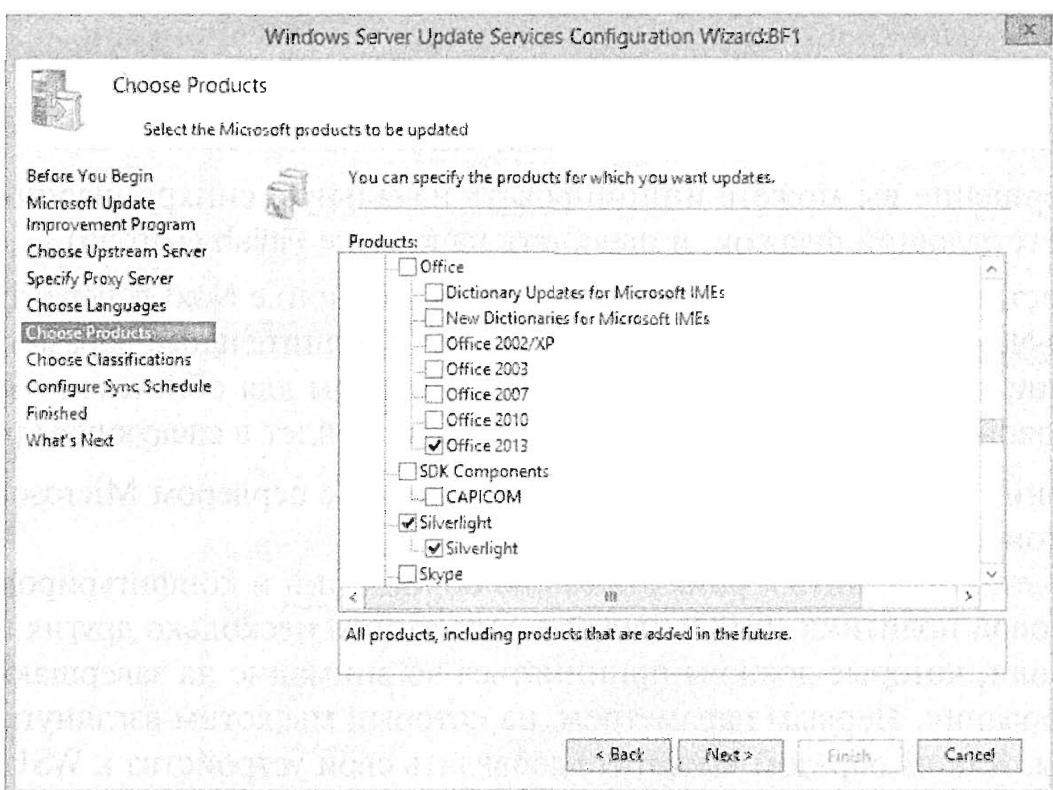 Windows Server Update Services Configuration Wizard:BF1
Choose Products
Select the Microsoft products to be updated
Before You Begin
Microsoft Update
Improvement Program
Choose Upstream Server
Specify Proxy Server
Choose Languages
Choose Products
Choose Classifications
Configure Sync Schedule
Finished
What's Next
You can specify the products for which you want updates.
Products:
Office
Dictionary Updates for Microsoft IMEs
New Dictionaries for Microsoft IMEs
Office 2002/XP
Office 2003
Office 2007
Office 2010
Office 2013
SDK Components
CAPICOM
Silverlight
Silverlight
Skype
All products, including products that are added in the future.
< Back
Next >
Finish
Cancel